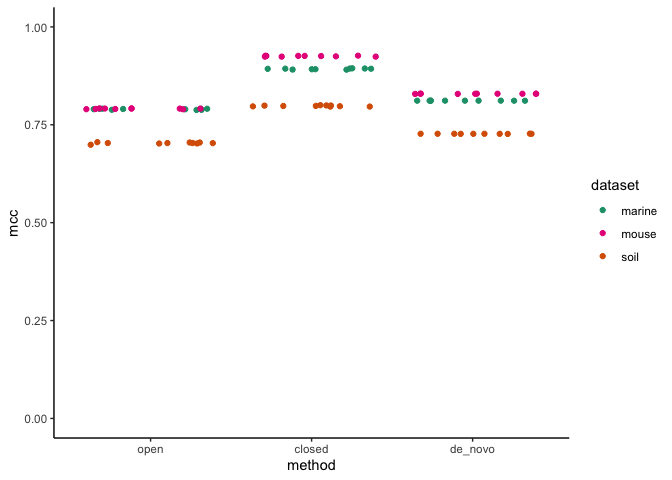 1.00
0.75
0.50
0.25
0.00
mcc
open closed de_novo
method
dataset
marine
mouse
soil